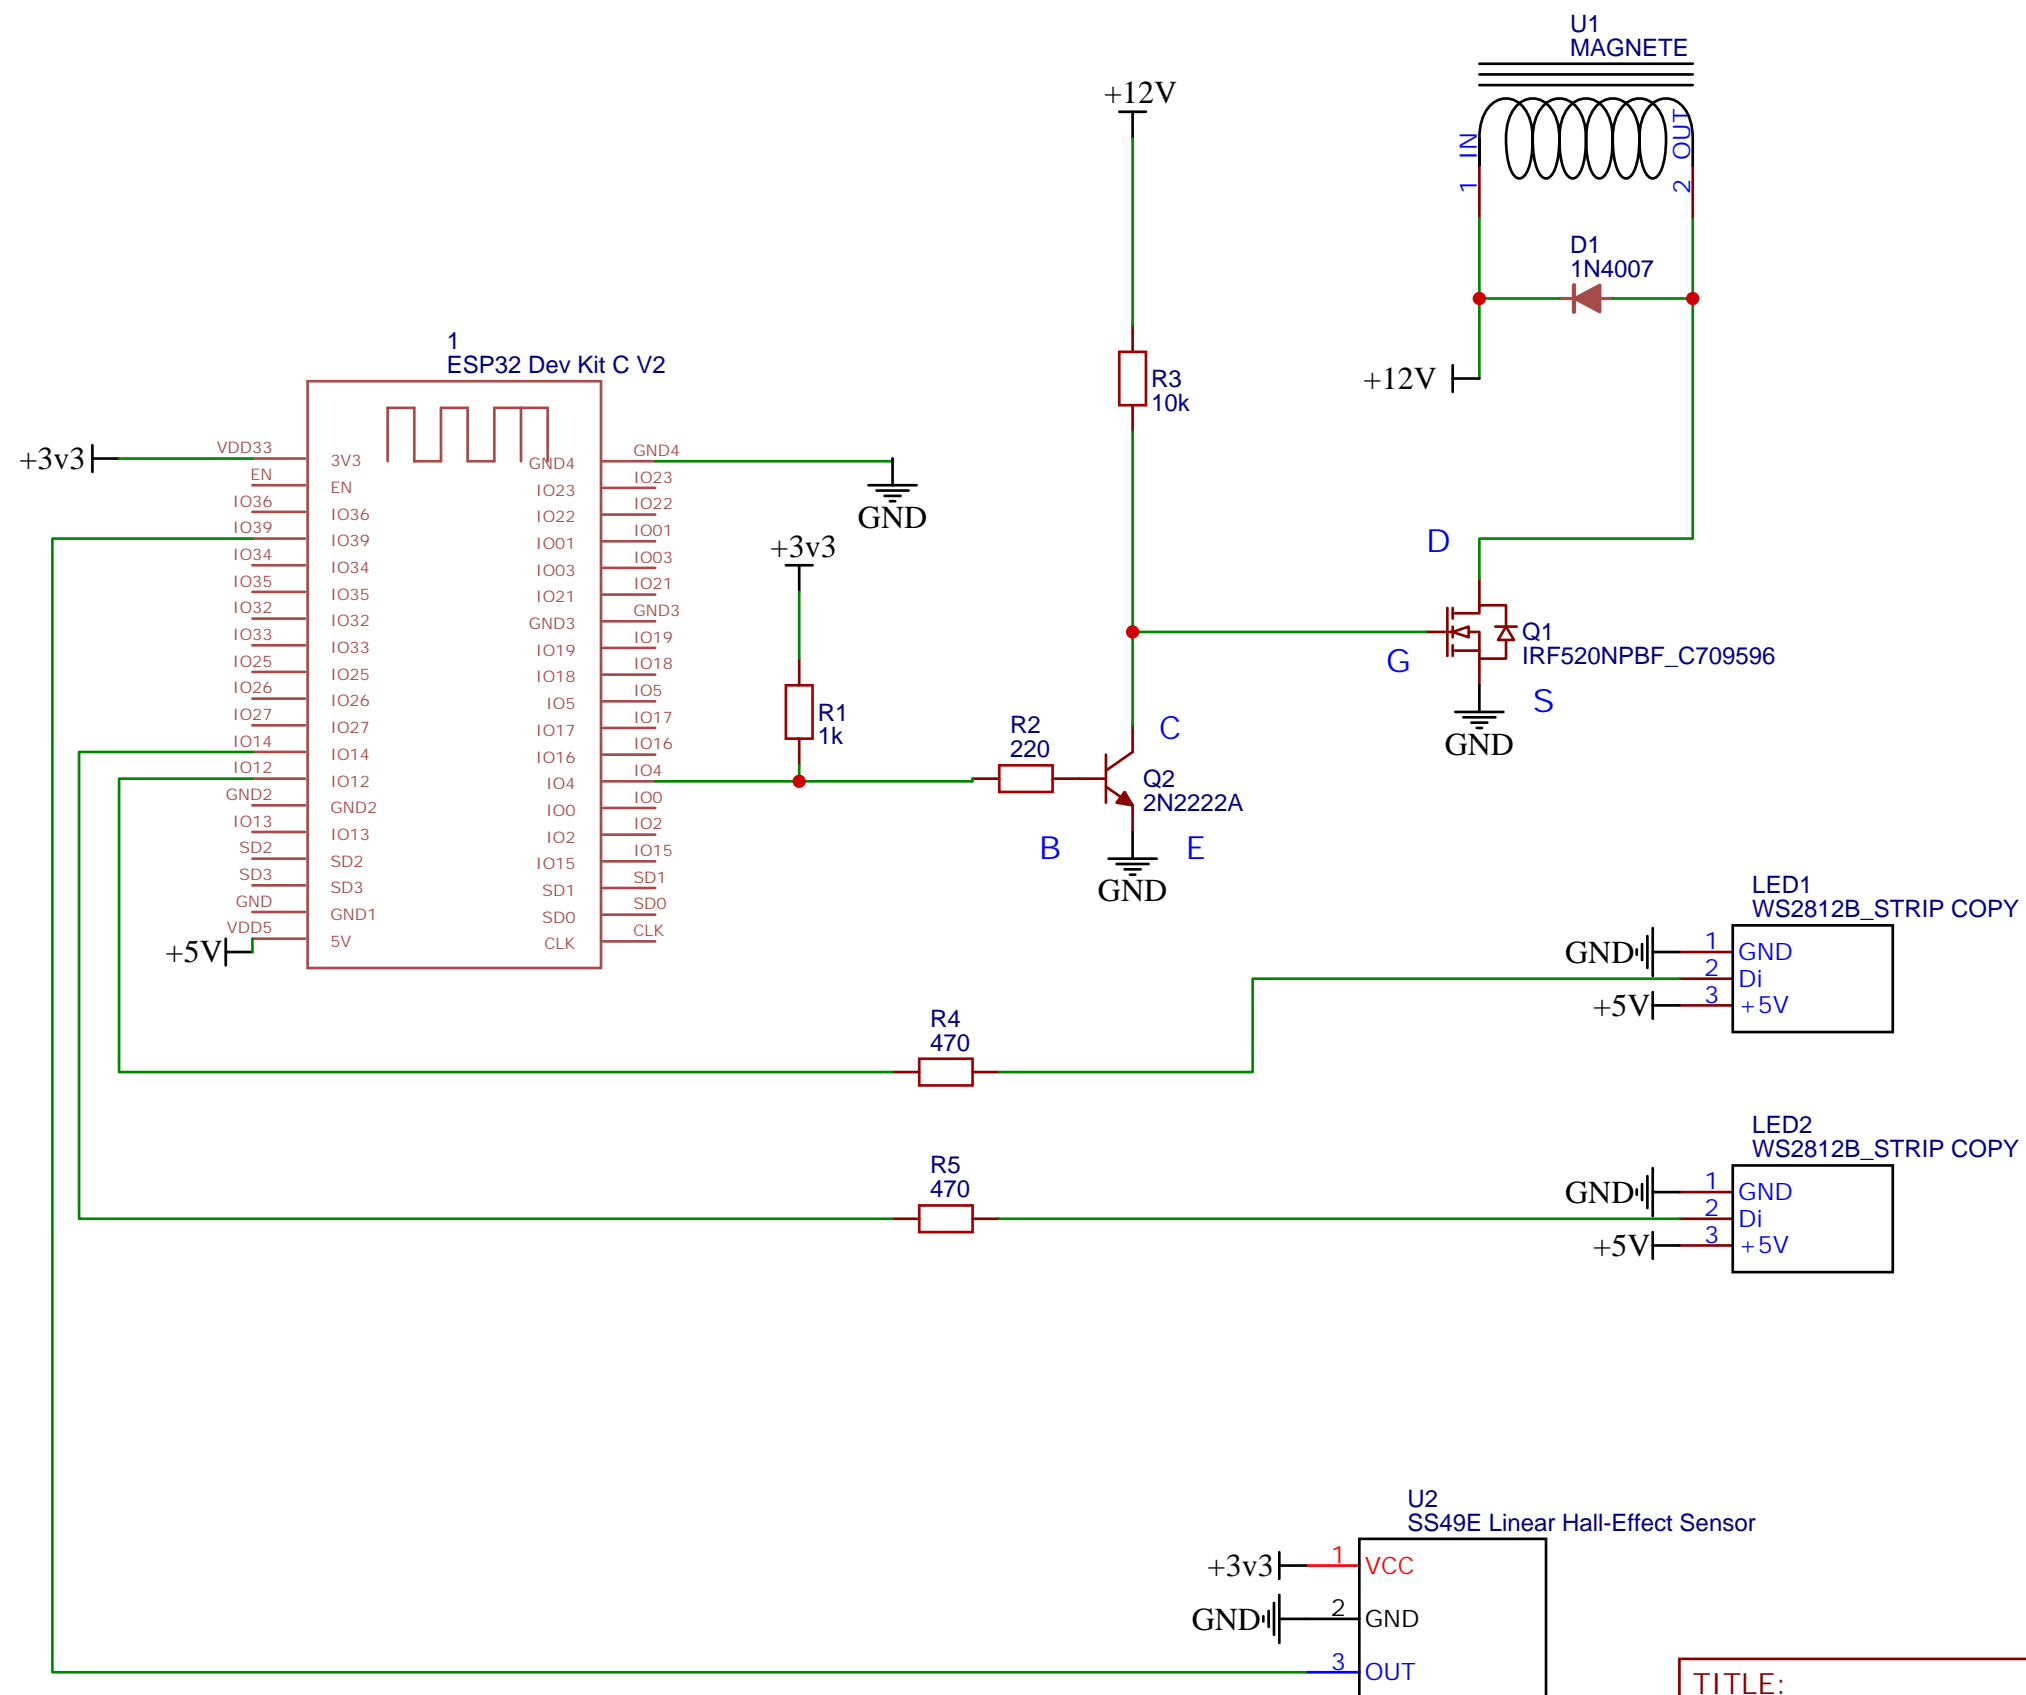 U1
MAGNETE
+12V
1 IN
2 OUT
D1
1N4007
+12V
1
ESP32 Dev Kit C V2
R3
10k
+3v3
VDD33
EN
IO36
IO39
IO34
IO35
IO32
IO33
IO25
IO26
IO27
IO14
IO12
GND2
IO13
SD2
SD3
GND
VDD5
+5V
3V3
EN
IO36
IO39
IO34
IO35
IO32
IO33
IO25
IO26
IO27
IO14
IO12
GND2
IO13
SD2
SD3
GND1
5V
GND4
IO23
IO22
IO01
IO03
IO21
GND3
IO19
IO18
IO5
IO17
IO16
IO4
IO0
IO2
IO15
SD1
SD0
CLK
GND4
IO23
IO22
IO01
IO03
IO21
GND3
IO19
IO18
IO5
IO17
IO16
IO4
IO0
IO2
IO15
SD1
SD0
CLK
GND
+3v3
R1
1k
R2
220
C
Q2
2N2222A
B
E
GND
D
G
Q1
IRF520NPBF_C709596
S
GND
LED1
WS2812B_STRIP COPY
GND 1 GND
2 Di
+5V 3 +5V
R4
470
LED2
WS2812B_STRIP COPY
GND 1 GND
2 Di
+5V 3 +5V
R5
470
U2
SS49E Linear Hall-Effect Sensor
+3v3 1 VCC
GND 2 GND
3 OUT
TITLE: